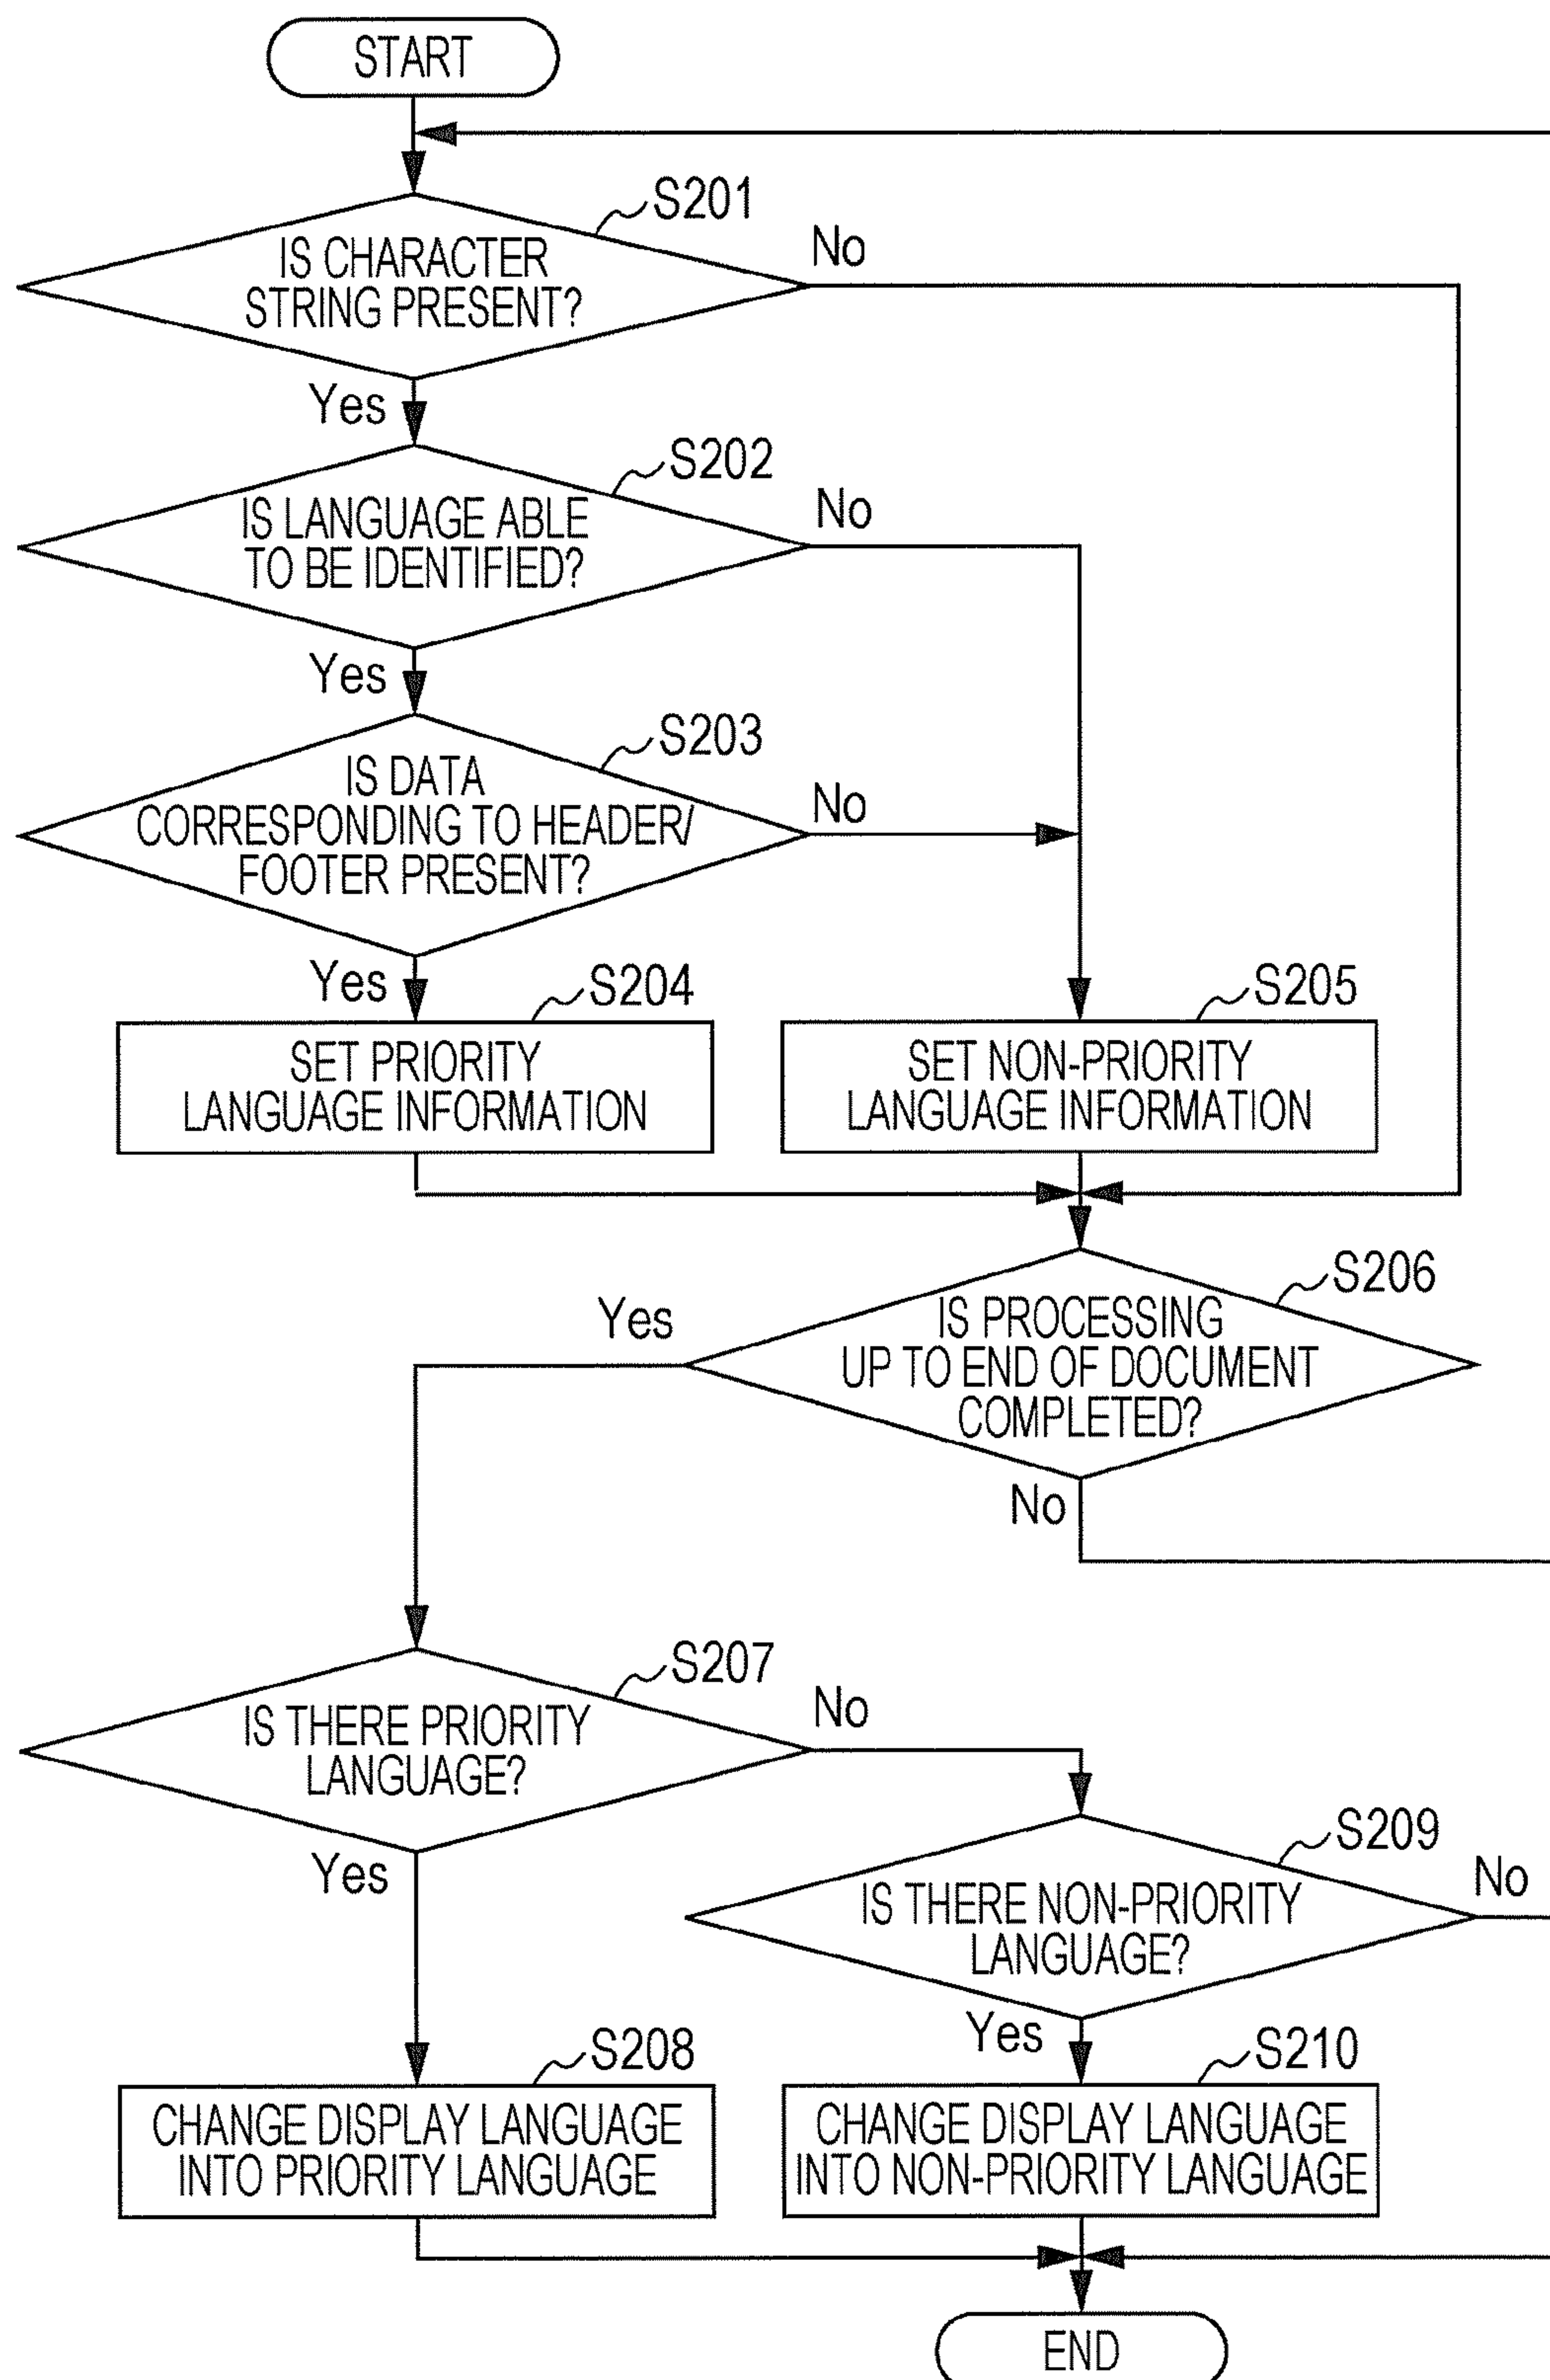 START
S201
IS CHARACTER
STRING PRESENT?
No
Yes
S202
IS LANGUAGE ABLE
TO BE IDENTIFIED?
No
Yes
S203
IS DATA
CORRESPONDING TO HEADER/
FOOTER PRESENT?
No
Yes
S204
SET PRIORITY
LANGUAGE INFORMATION
S205
SET NON-PRIORITY
LANGUAGE INFORMATION
S206
IS PROCESSING
UP TO END OF DOCUMENT
COMPLETED?
Yes
No
S207
IS THERE PRIORITY
LANGUAGE?
No
Yes
S209
IS THERE NON-PRIORITY
LANGUAGE?
No
Yes
S208
CHANGE DISPLAY LANGUAGE
INTO PRIORITY LANGUAGE
S210
CHANGE DISPLAY LANGUAGE
INTO NON-PRIORITY LANGUAGE
END